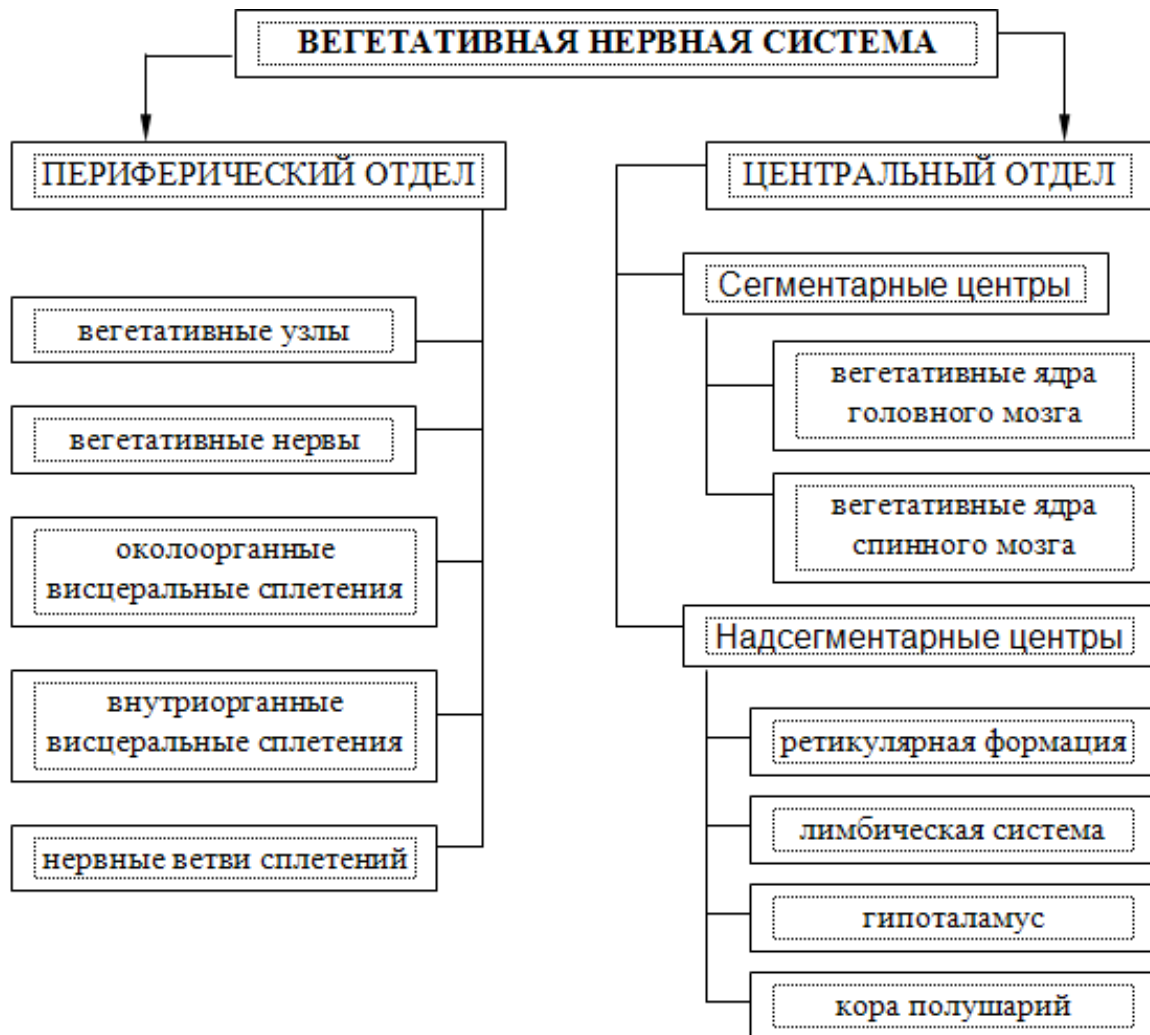 ВЕГЕТАТИВНАЯ НЕРВНАЯ СИСТЕМА
ПЕРИФЕРИЧЕСКИЙ ОТДЕЛ
вегетативные узлы
вегетативные нервы
околоорганные
висцеральные сплетения
внутриорганные
висцеральные сплетения
нервные ветви сплетений
ЦЕНТРАЛЬНЫЙ ОТДЕЛ
Сегментарные центры
вегетативные ядра
головного мозга
вегетативные ядра
спинного мозга
Надсегментарные центры
ретикулярная формация
лимбическая система
гипоталамус
кора полушарий